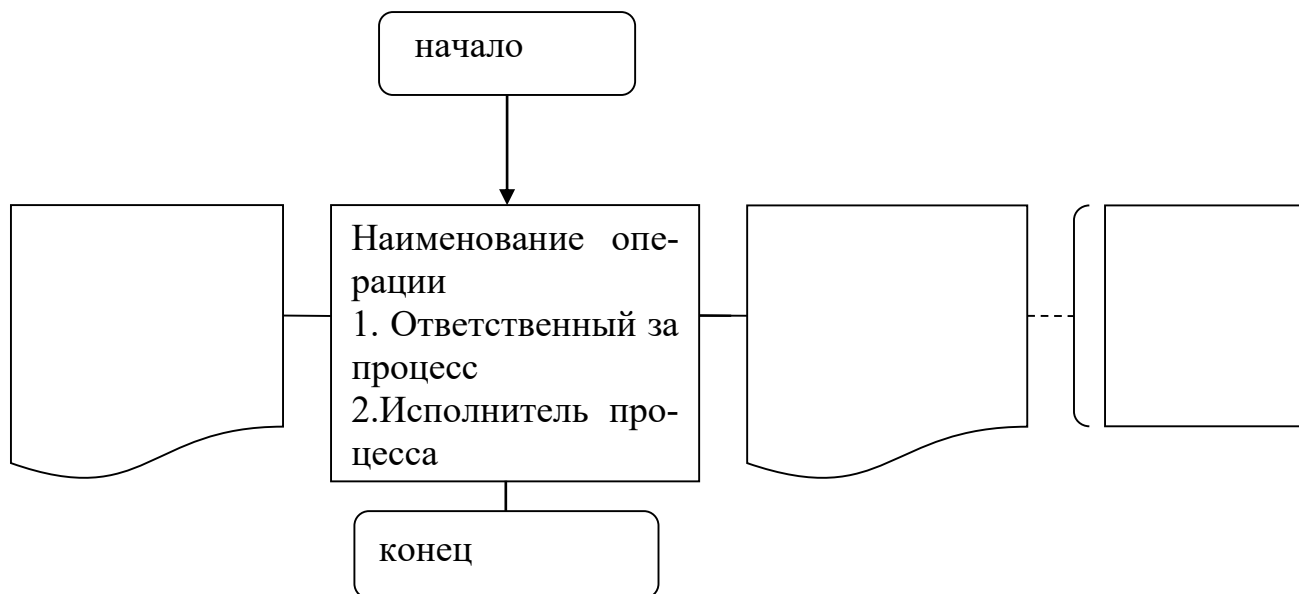 начало
Наименование опе-
рации
1. Ответственный за
процесс
2.Исполнитель про-
цесса
конец